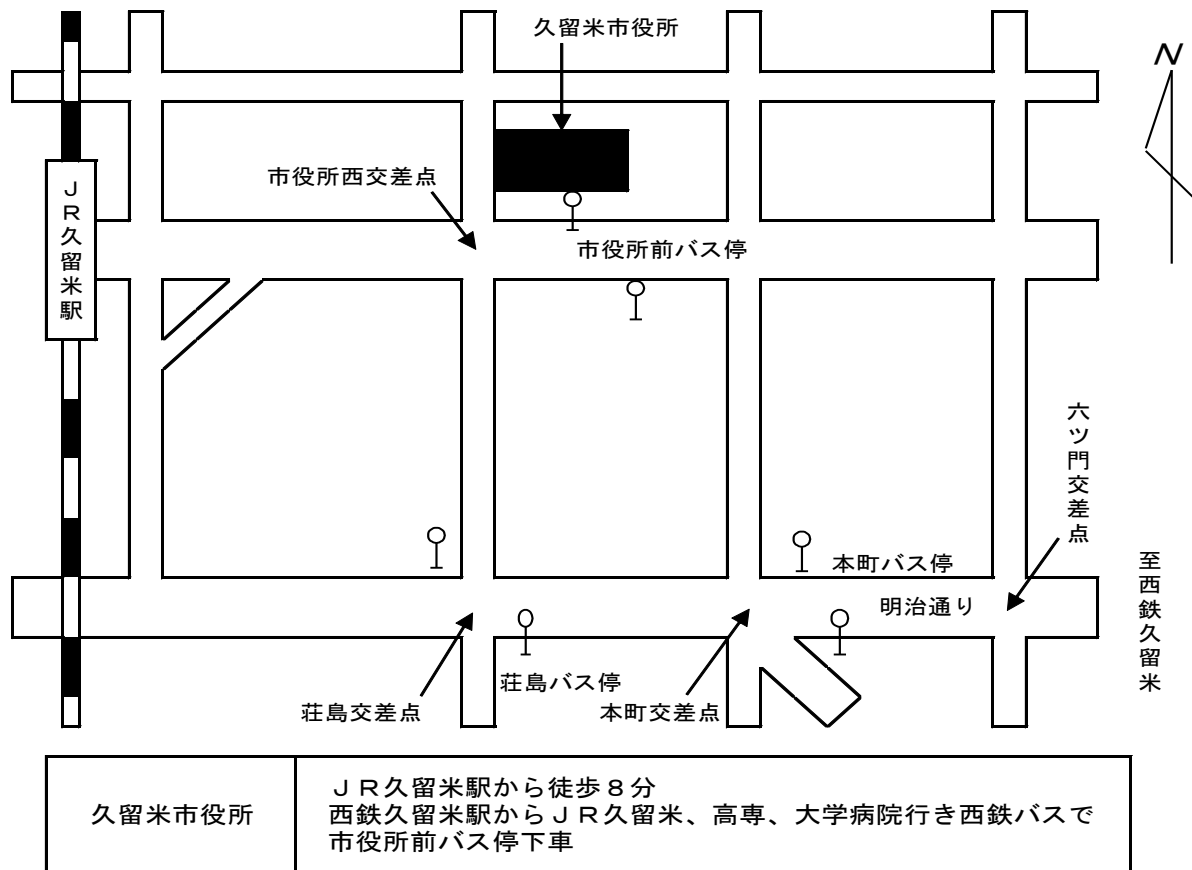 久留米市役所
N
市役所西交差点
JR久留米駅
市役所前バス停
六ツ門交差点
本町バス停
明治通り
至西鉄久留米
荘島バス停
荘島交差点
本町交差点
久留米市役所
JR久留米駅から徒歩8分
西鉄久留米駅からJR久留米、高専、大学病院行き西鉄バスで
市役所前バス停下車